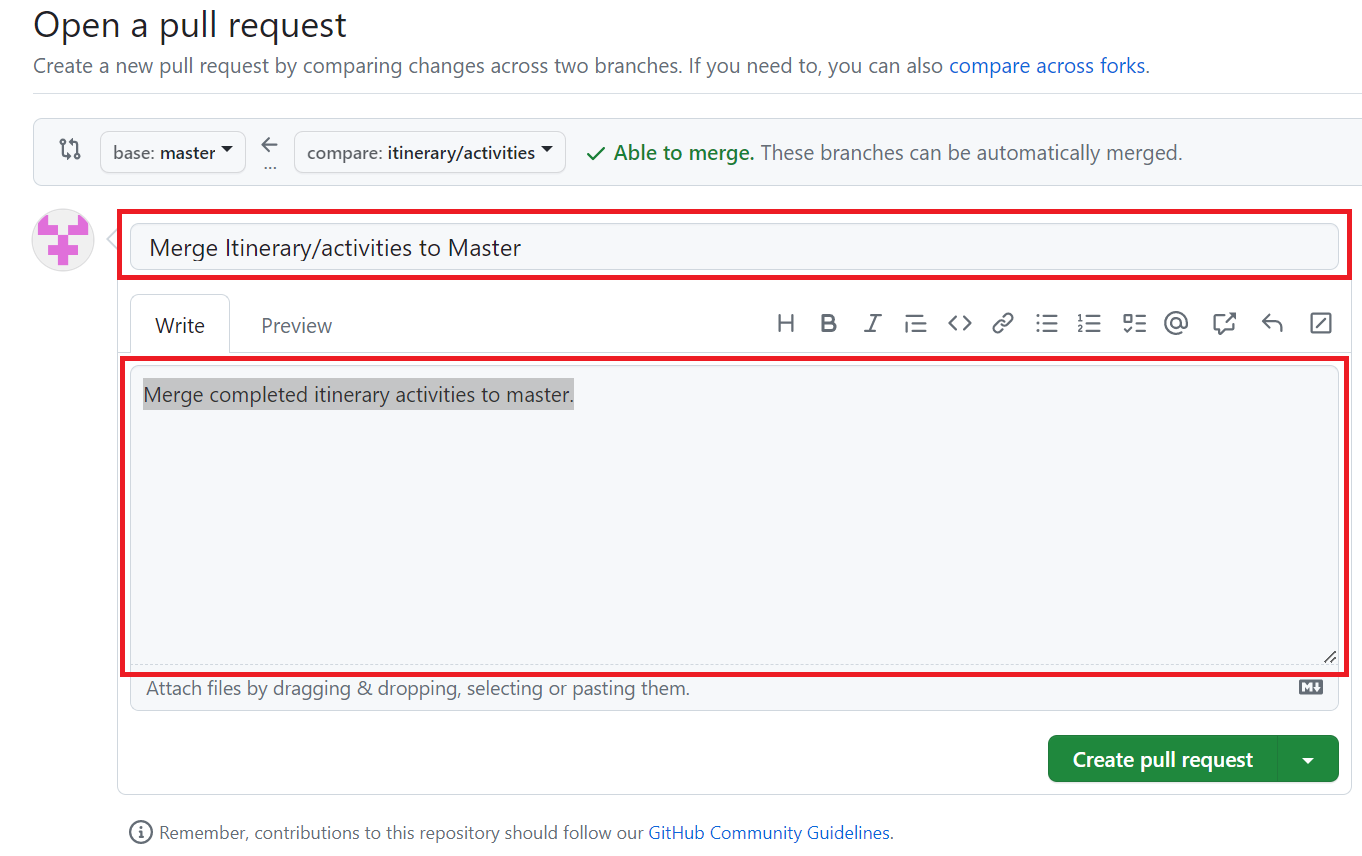 Open a pull request
Create a new pull request by comparing changes across two branches. If you need to, you can also compare across forks.
base: master
...
compare: itinerary/activities
Able to merge. These branches can be automatically merged.
Merge Itinerary/activities to Master
Write
Preview
Merge completed itinerary activities to master.
Attach files by dragging & dropping, selecting or pasting them.
Create pull request
Remember, contributions to this repository should follow our GitHub Community Guidelines.